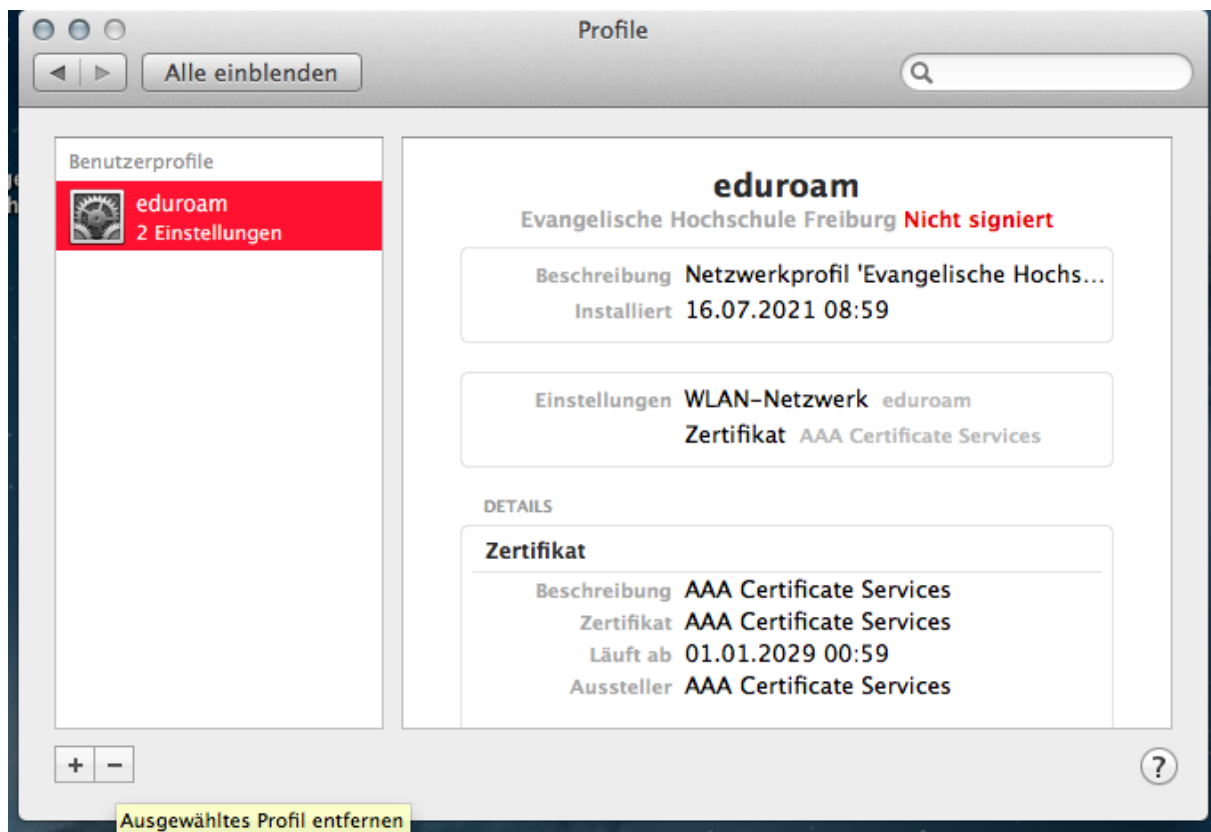 Profile
Alle einblenden
Benutzerprofile
eduroam
2 Einstellungen
eduroam
Evangelische Hochschule Freiburg Nicht signiert
Beschreibung Netzwerkprofil 'Evangelische Hochs...
Installiert 16.07.2021 08:59
Einstellungen WLAN-Netzwerk eduroam
Zertifikat AAA Certificate Services
DETAILS
Zertifikat
Beschreibung AAA Certificate Services
Zertifikat AAA Certificate Services
Läuft ab 01.01.2029 00:59
Aussteller AAA Certificate Services
+ −
?
Ausgewähltes Profil entfernen